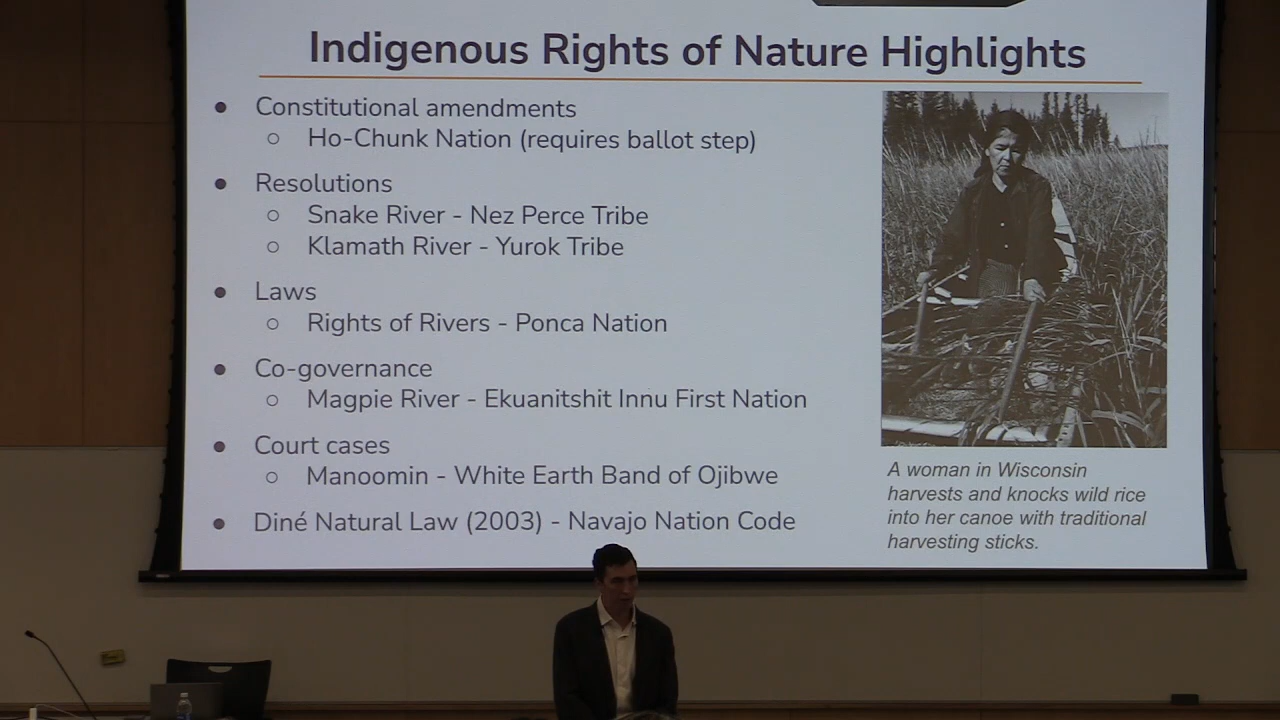 Indigenous Rights of Nature Highlights
● Constitutional amendments
○ Ho-Chunk Nation (requires ballot step)
● Resolutions
○ Snake River - Nez Perce Tribe
○ Klamath River - Yurok Tribe
● Laws
○ Rights of Rivers - Ponca Nation
● Co-governance
○ Magpie River - Ekuanitshit Innu First Nation
● Court cases
○ Manoomin - White Earth Band of Ojibwe
● Diné Natural Law (2003) - Navajo Nation Code
A woman in Wisconsin
harvests and knocks wild rice
into her canoe with traditional
harvesting sticks.